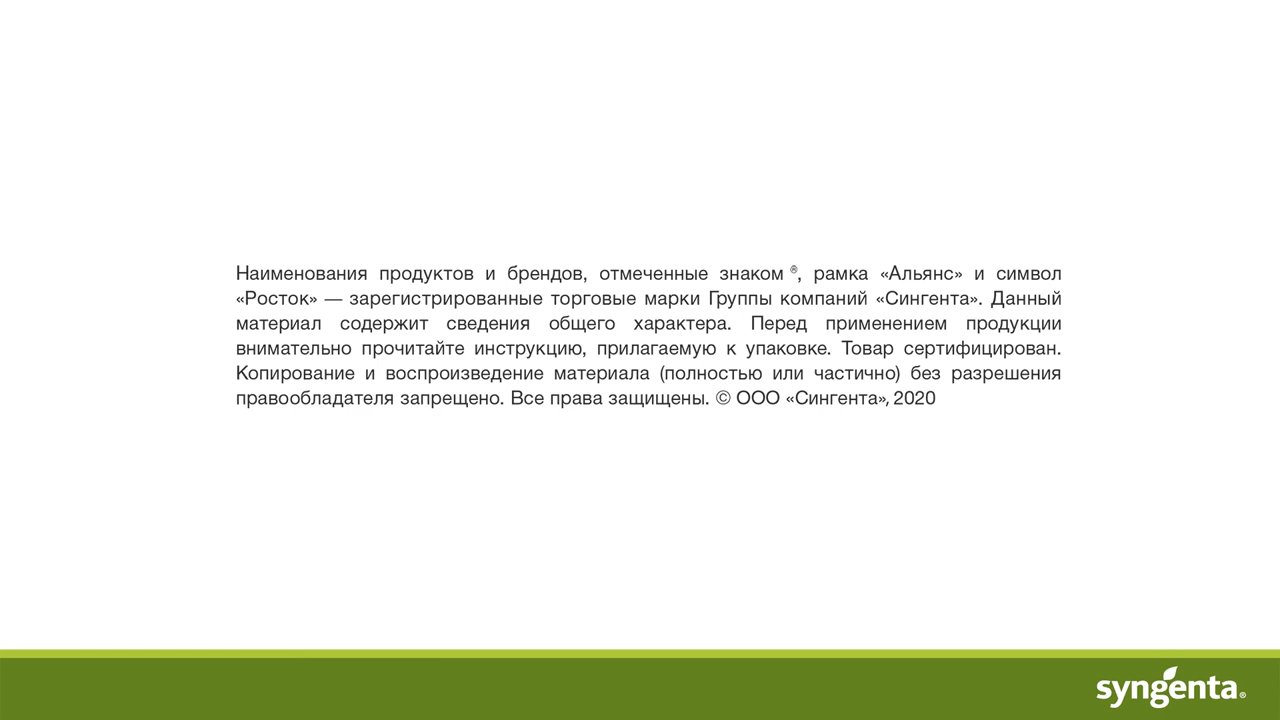 Наименования продуктов и брендов, отмеченные знаком ®, рамка «Альянс» и символ
«Росток» — зарегистрированные торговые марки Группы компаний «Сингента». Данный
материал содержит сведения общего характера. Перед применением продукции
внимательно прочитайте инструкцию, прилагаемую к упаковке. Товар сертифицирован.
Копирование и воспроизведение материала (полностью или частично) без разрешения
правообладателя запрещено. Все права защищены. © ООО «Сингента», 2020
syngenta®